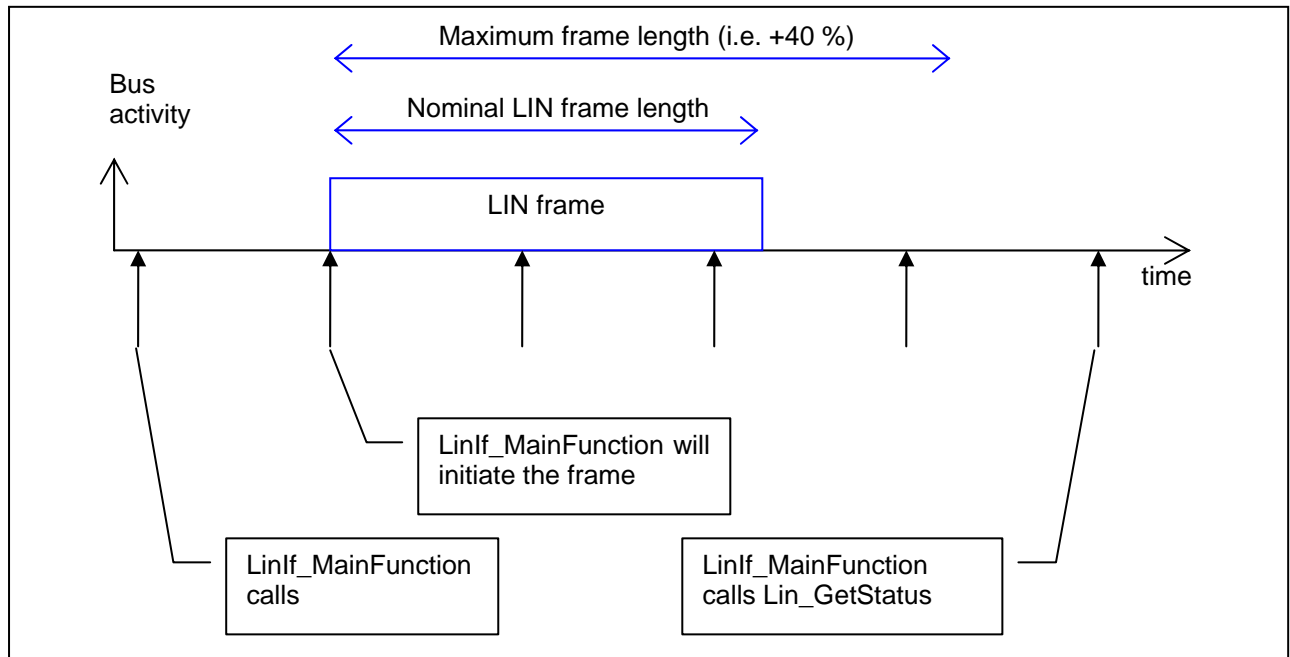 Maximum frame length (i.e. +40 %)
Bus
activity
Nominal LIN frame length
LIN frame
time
LinIf_MainFunction will
initiate the frame
LinIf_MainFunction
calls
LinIf_MainFunction
calls Lin_GetStatus